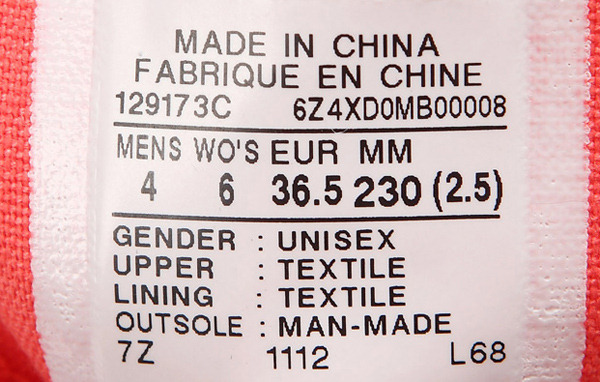 MADE IN CHINA
FABRIQUE EN CHINE
129173C 6Z4XD0MB00008
MENS WO'S EUR MM
4 6 36.5 230 (2.5)
GENDER : UNISEX
UPPER : TEXTILE
LINING : TEXTILE
OUTSOLE : MAN-MADE
7Z 1112 L68